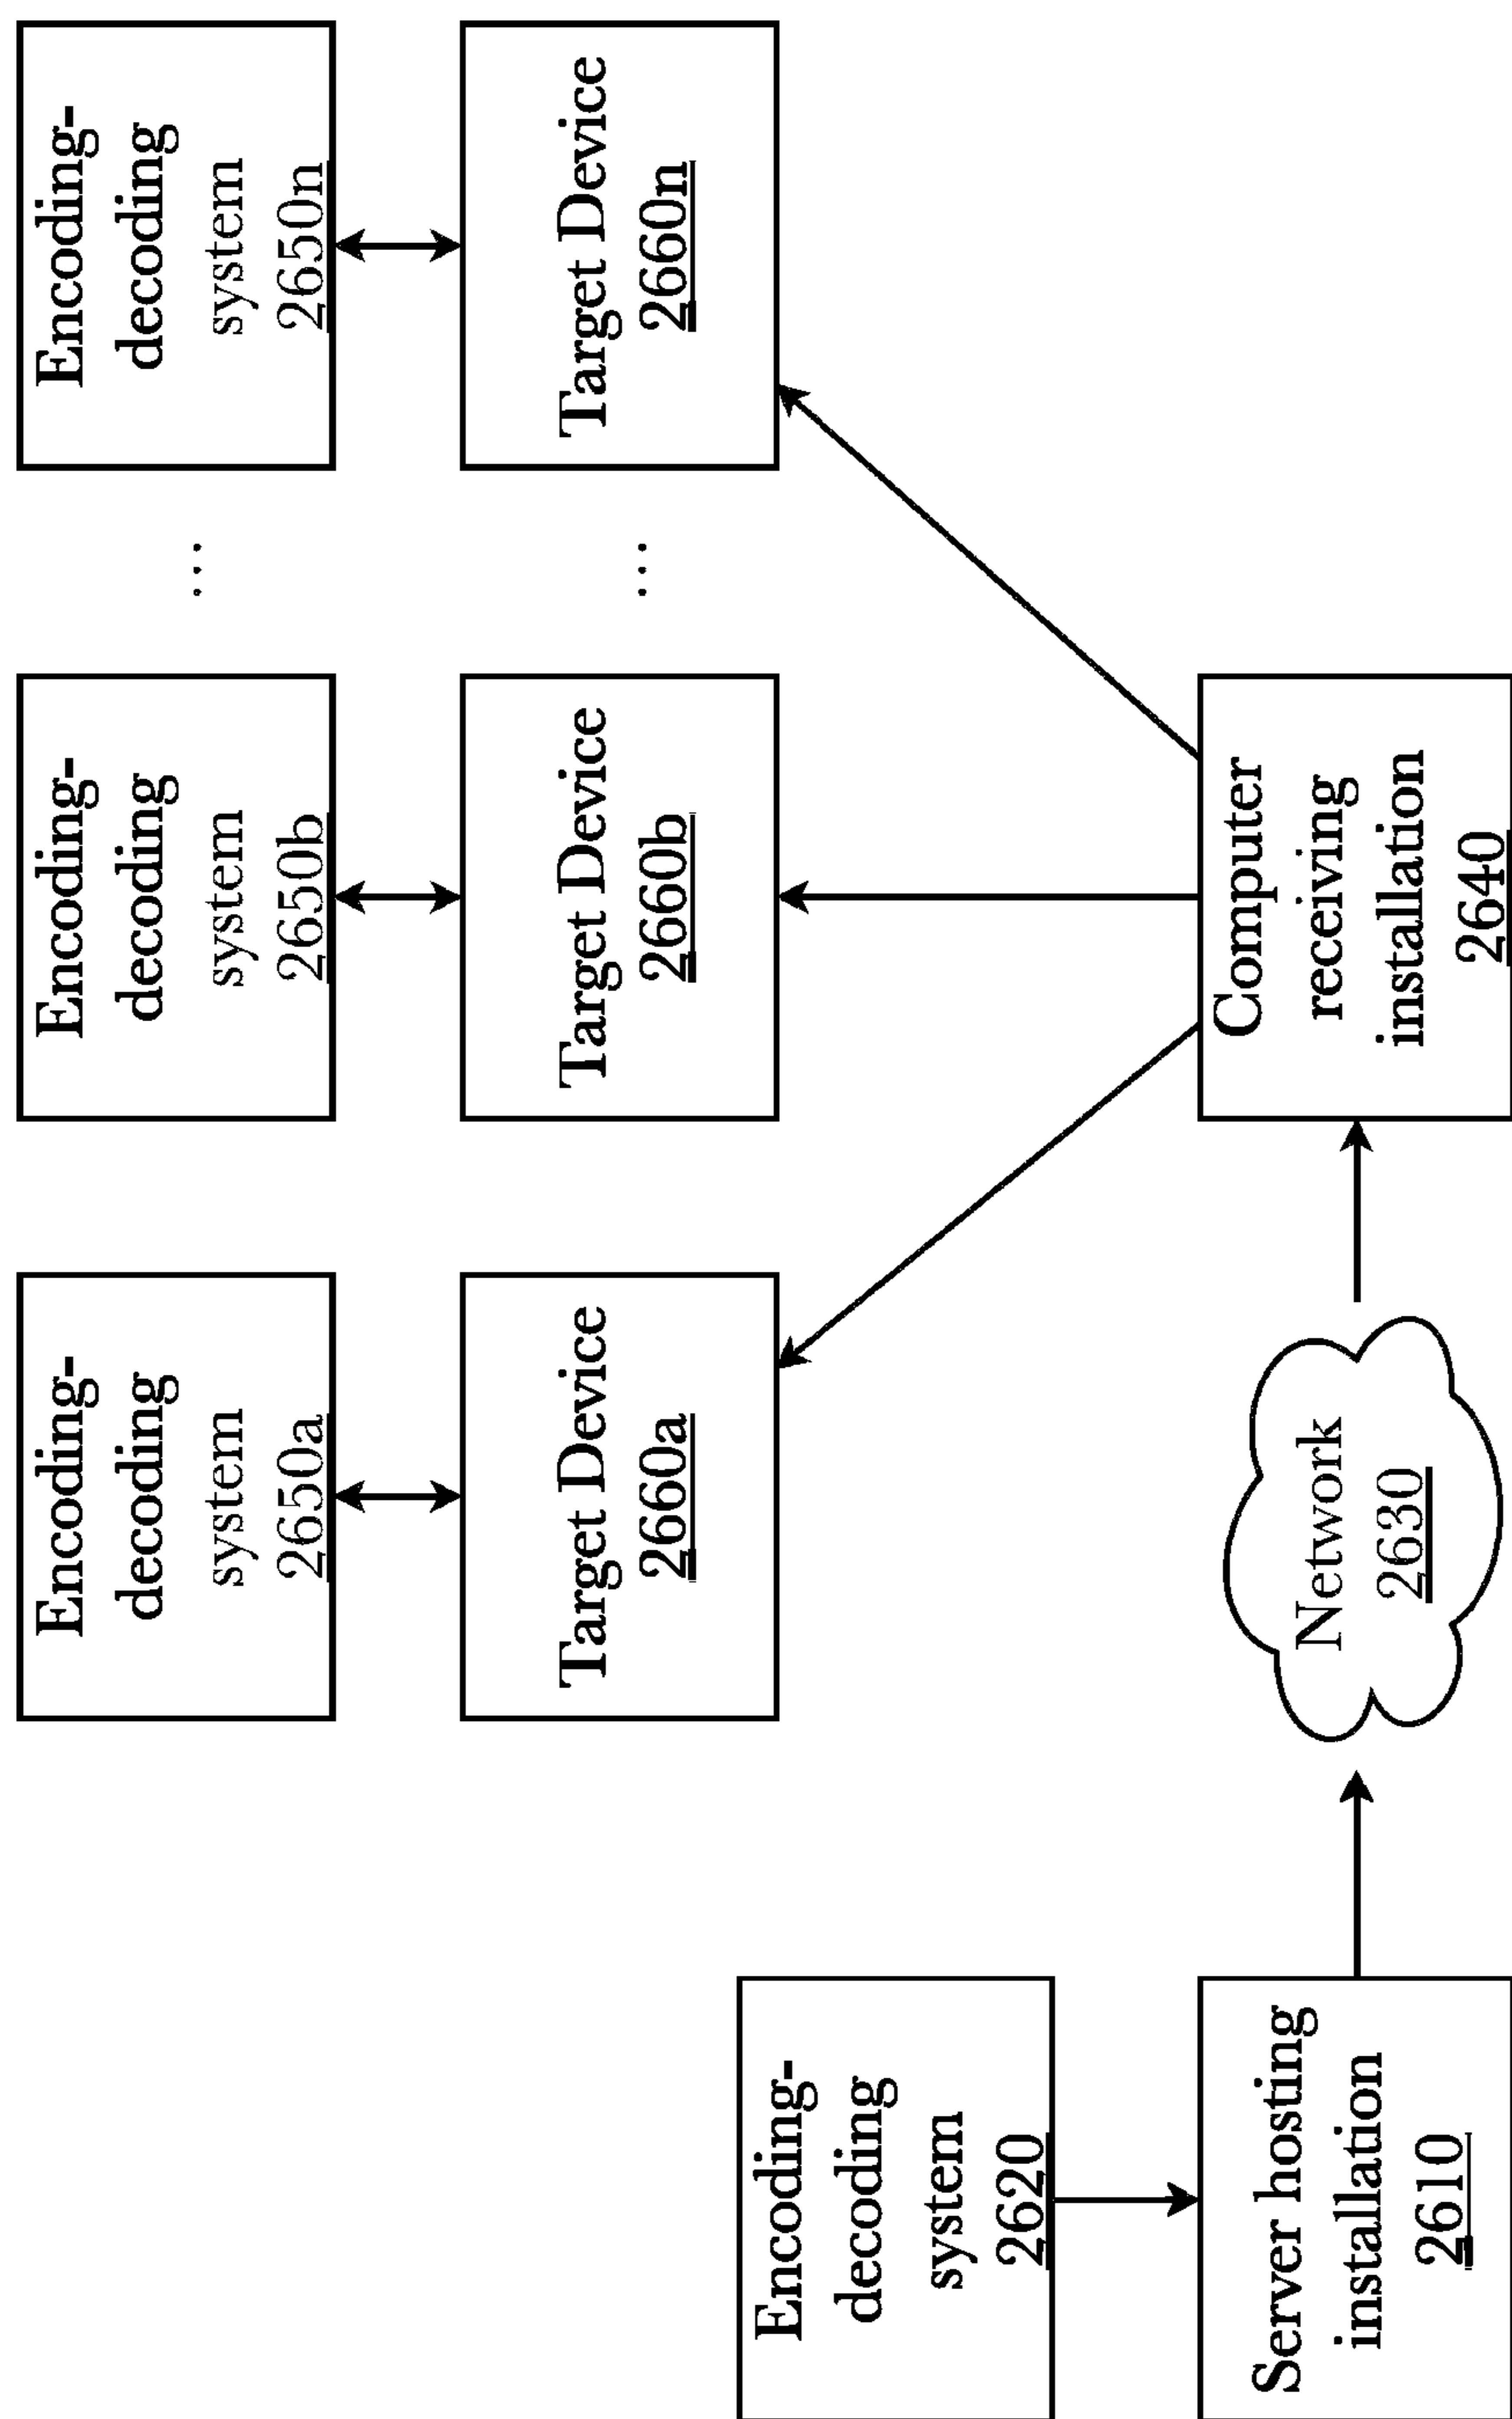 Encoding-
decoding
system
2650a
Encoding-
decoding
system
2650b
...
Encoding-
decoding
system
2650n
Target Device
2660a
Target Device
2660b
...
Target Device
2660n
Encoding-
decoding
system
2620
Server hosting
installation
2610
Network
2630
Computer
receiving
installation
2640